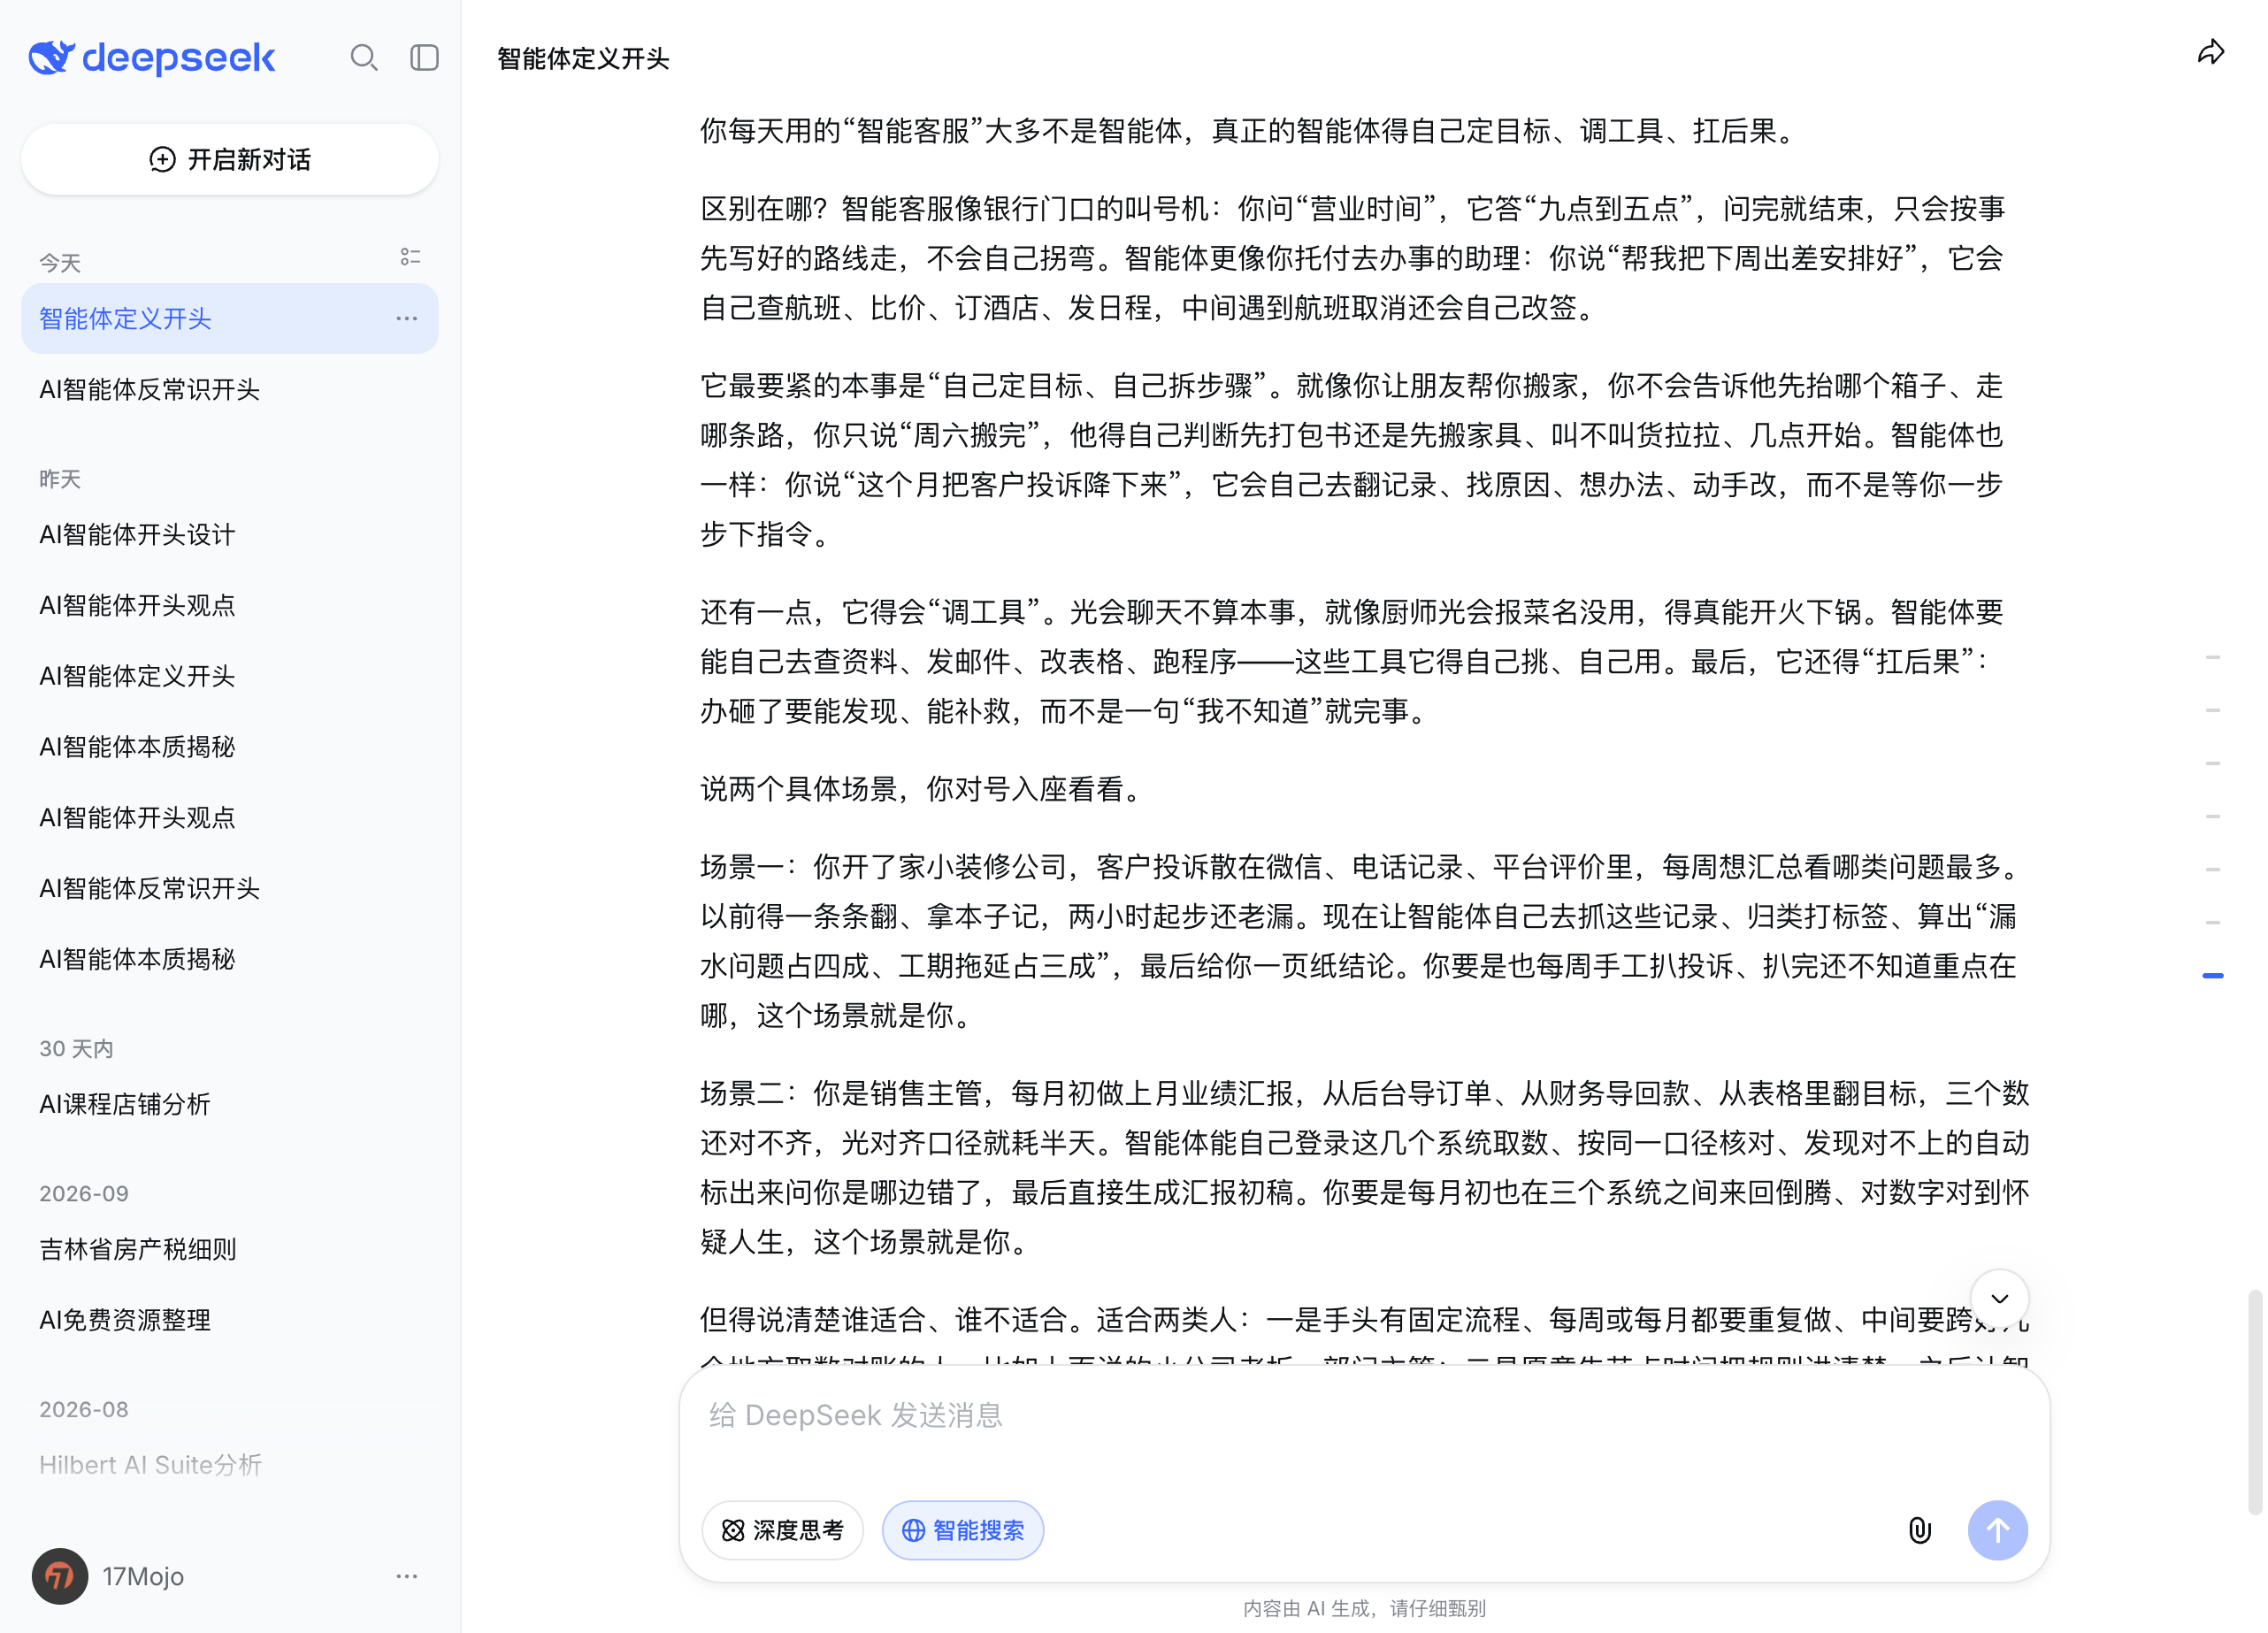 deepseek
开启新对话
今天
智能体定义开头
AI智能体反常识开头
昨天
AI智能体开头设计
AI智能体开头观点
AI智能体定义开头
AI智能体本质揭秘
AI智能体开头观点
AI智能体反常识开头
AI智能体本质揭秘
30 天内
AI课程店铺分析
2026-09
吉林省房产税细则
AI免费资源整理
2026-08
Hilbert AI Suite分析
17Mojo
智能体定义开头
你每天用的“智能客服”大多不是智能体，真正的智能体得自己定目标、调工具、扛后果。
区别在哪？智能客服像银行门口的叫号机：你问“营业时间”，它答“九点到五点”，问完就结束，只会按事
先写好的路线走，不会自己拐弯。智能体更像你托付去办事的助理：你说“帮我把下周出差安排好”，它会
自己查航班、比价、订酒店、发日程，中间遇到航班取消还会自己改签。
它最要紧的本事是“自己定目标、自己拆步骤”。就像你让朋友帮你搬家，你不会告诉他先抬哪个箱子、走
哪条路，你只说“周六搬完”，他得自己判断先打包书还是先搬家具、叫不叫货拉拉、几点开始。智能体也
一样：你说“这个月把客户投诉降下来”，它会自己去翻记录、找原因、想办法、动手改，而不是等你一步
步下指令。
还有一点，它得会“调工具”。光会聊天不算本事，就像厨师光会报菜名没用，得真能开火下锅。智能体要
能自己去查资料、发邮件、改表格、跑程序——这些工具它得自己挑、自己用。最后，它还得“扛后果”：
办砸了要能发现、能补救，而不是一句“我不知道”就完事。
说两个具体场景，你对号入座看看。
场景一：你开了家小装修公司，客户投诉散在微信、电话记录、平台评价里，每周想汇总看哪类问题最多。
以前得一条条翻、拿本子记，两小时起步还老漏。现在让智能体自己去抓这些记录、归类打标签、算出“漏
水问题占四成、工期拖延占三成”，最后给你一页纸结论。你要是也每周手工扒投诉、扒完还不知道重点在
哪，这个场景就是你。
场景二：你是销售主管，每月初做上月业绩汇报，从后台导订单、从财务导回款、从表格里翻目标，三个数
还对不齐，光对齐口径就耗半天。智能体能自己登录这几个系统取数、按同一口径核对、发现对不上的自动
标出来问你是哪边错了，最后直接生成汇报初稿。你要是每月初也在三个系统之间来回倒腾、对数字对到怀
疑人生，这个场景就是你。
但得说清楚谁适合、谁不适合。适合两类人：一是手头有固定流程、每周或每月都要重复做、中间要跨好几
给 DeepSeek 发送消息
深度思考
智能搜索
内容由 AI 生成，请仔细甄别